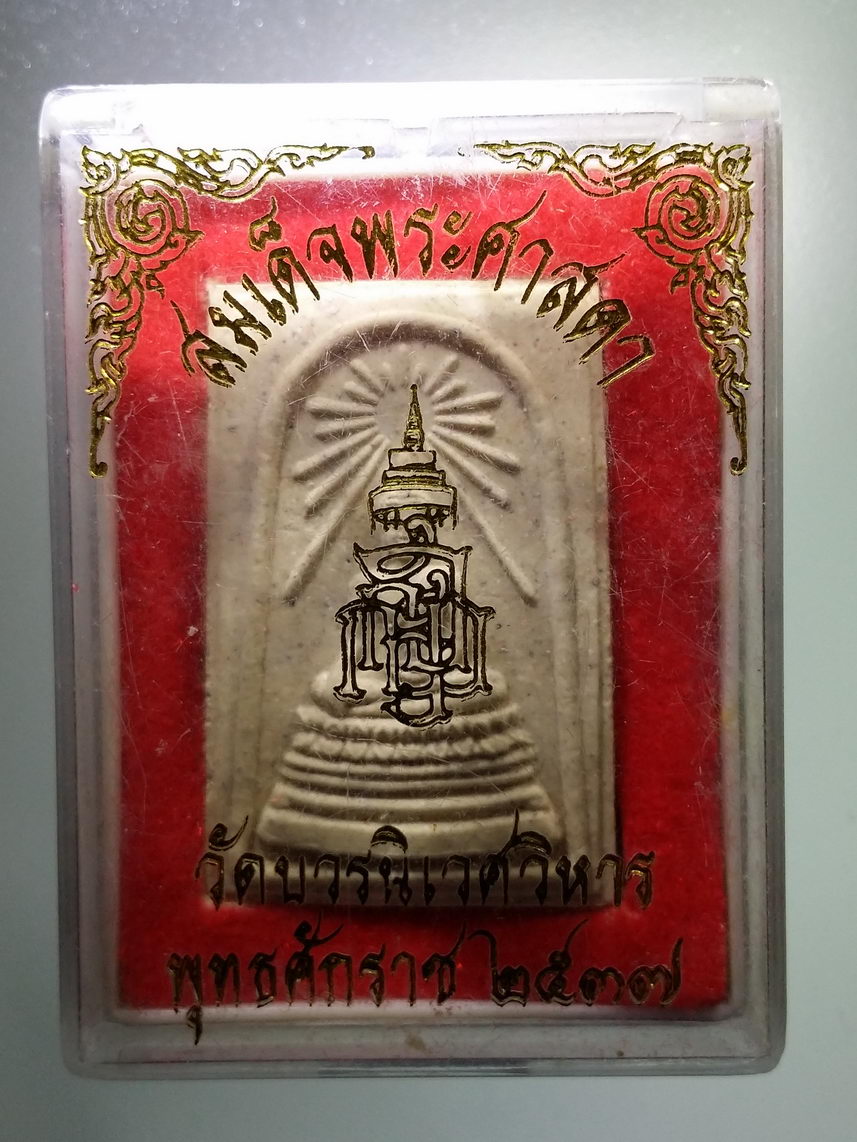 สมเด็จพระศาสดา
วัดบวรนิเวศวิหาร
พุทธศักราช ๒๕๓๗